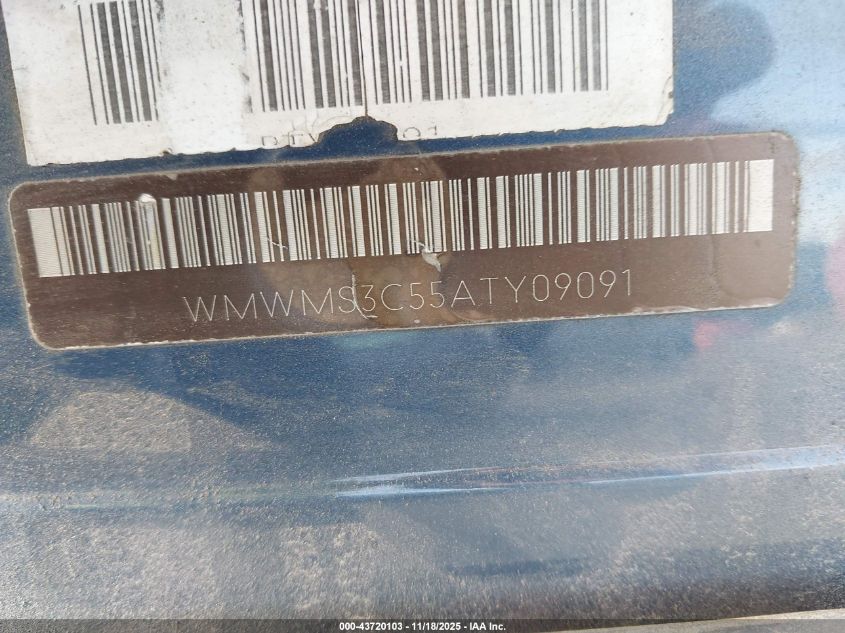 WMWMS3C55ATY09091
000-43720103 - 11/18/2025 - IAA Inc.